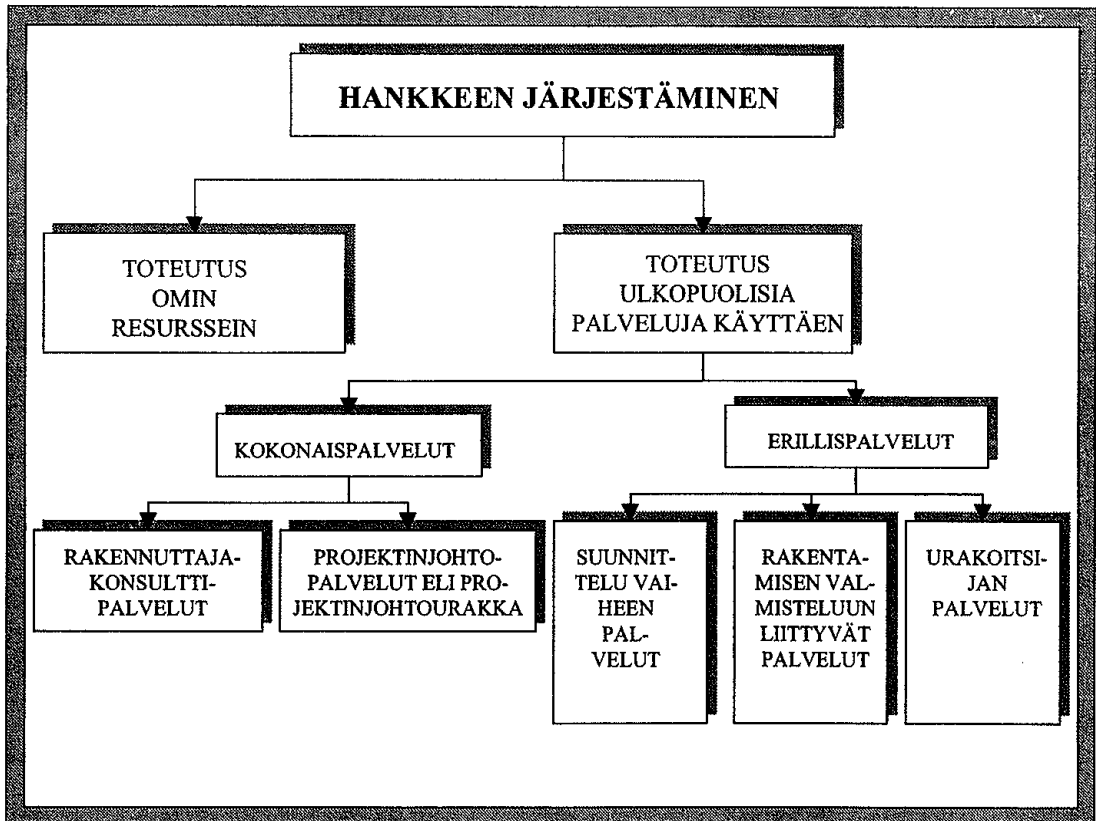 HANKKEEN JÄRJESTÄMINEN
TOTEUTUS
OMIN
RESURSSEIN
TOTEUTUS
ULKOPUOLISIA
PALVELUJA KÄYTTÄEN
KOKONAISPALVELUT
ERILLISPALVELUT
RAKENNUTTAJA-
KONSULTTI-
PALVELUT
PROJEKTINJOHTO-
PALVELUT ELI PRO-
JEKTINJOHTOURAKKA
SUUNNIT-
TELU VAI-
HEEN
PAL-
VELUT
RAKENTA-
MISEN VAL-
MISTELUUN
LIITTYVÄT
PALVELUT
URAKOITSI-
JAN
PALVELUT